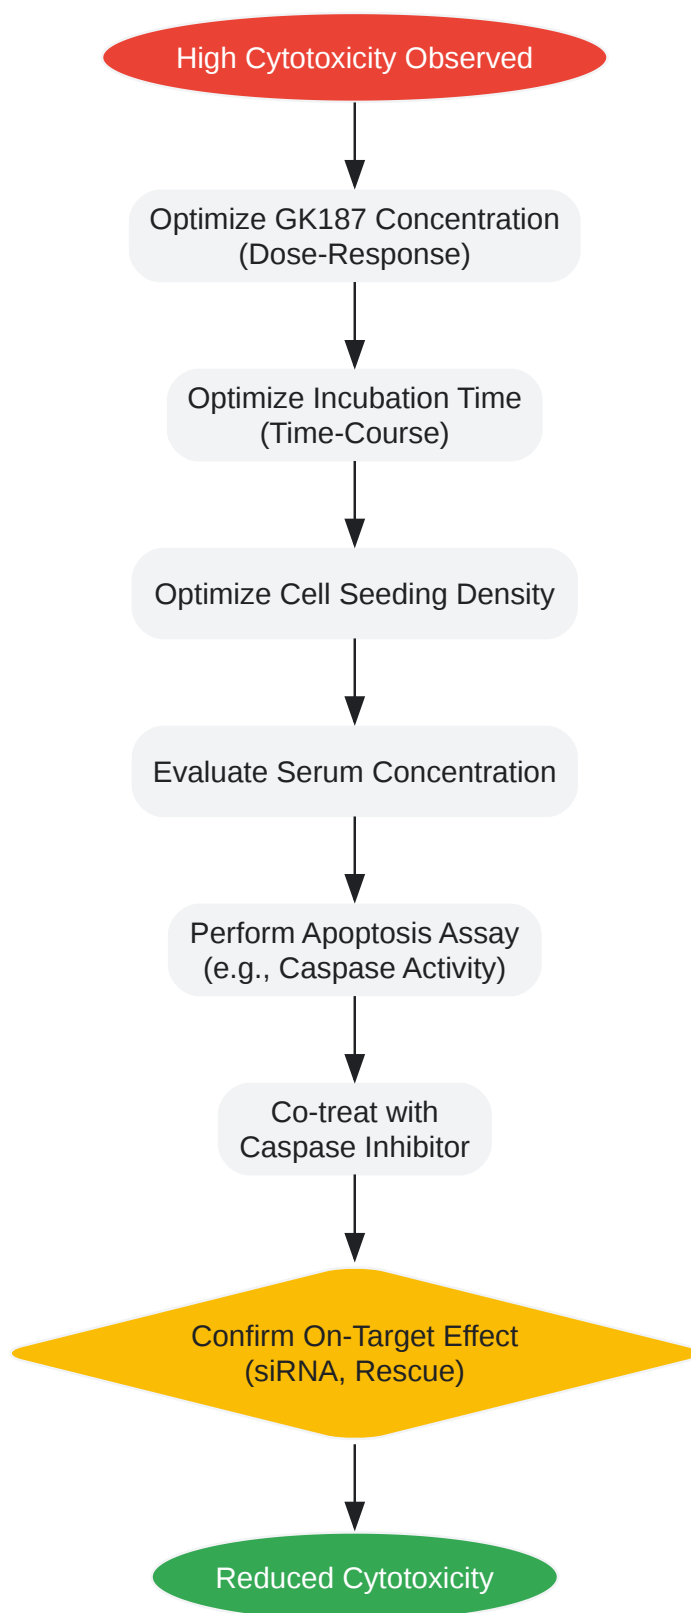 High Cytotoxicity Observed
Optimize GK187 Concentration
(Dose-Response)
Optimize Incubation Time
(Time-Course)
Optimize Cell Seeding Density
Evaluate Serum Concentration
Perform Apoptosis Assay
(e.g., Caspase Activity)
Co-treat with
Caspase Inhibitor
Confirm On-Target Effect
(siRNA, Rescue)
Reduced Cytotoxicity